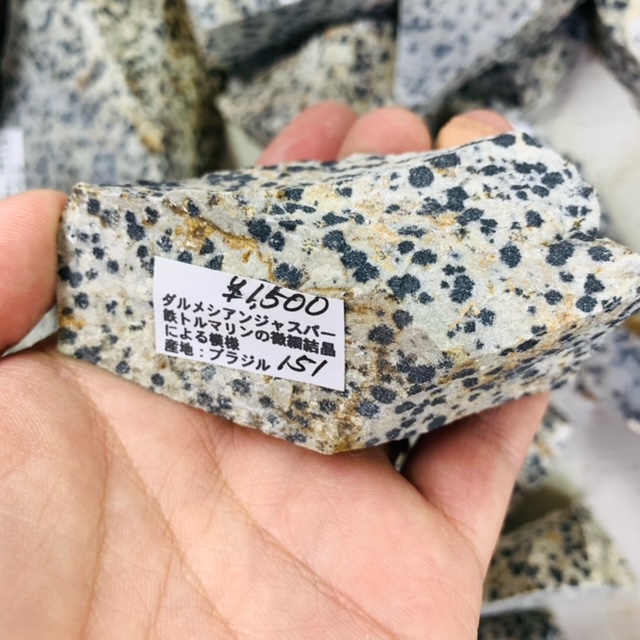 ¥1,500
ダルメシアンジャスパー
鉄トルマリンの微細結晶
による模様
産地：ブラジル 151